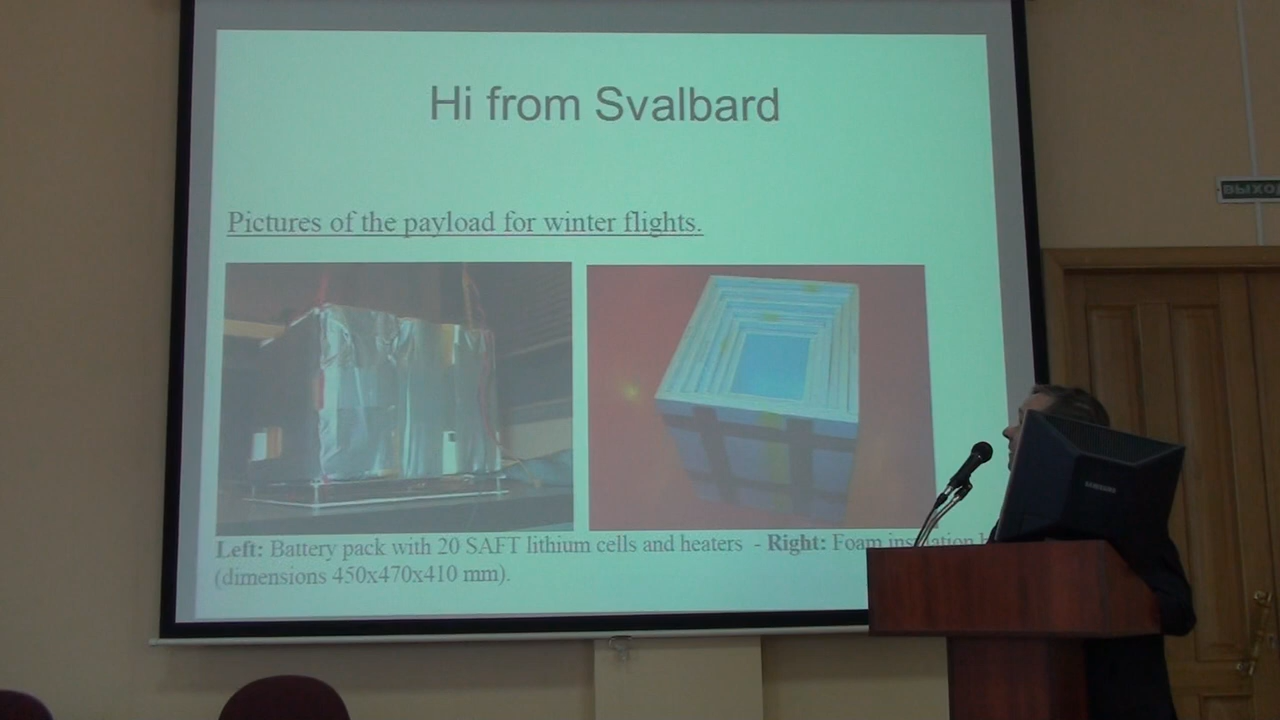 Hi from Svalbard
Pictures of the payload for winter flights.
Left: Battery pack with 20 SAFT lithium cells and heaters - Right: Foam
(dimensions 450x470x410 mm).
ВЫХОД
SAMSUNG